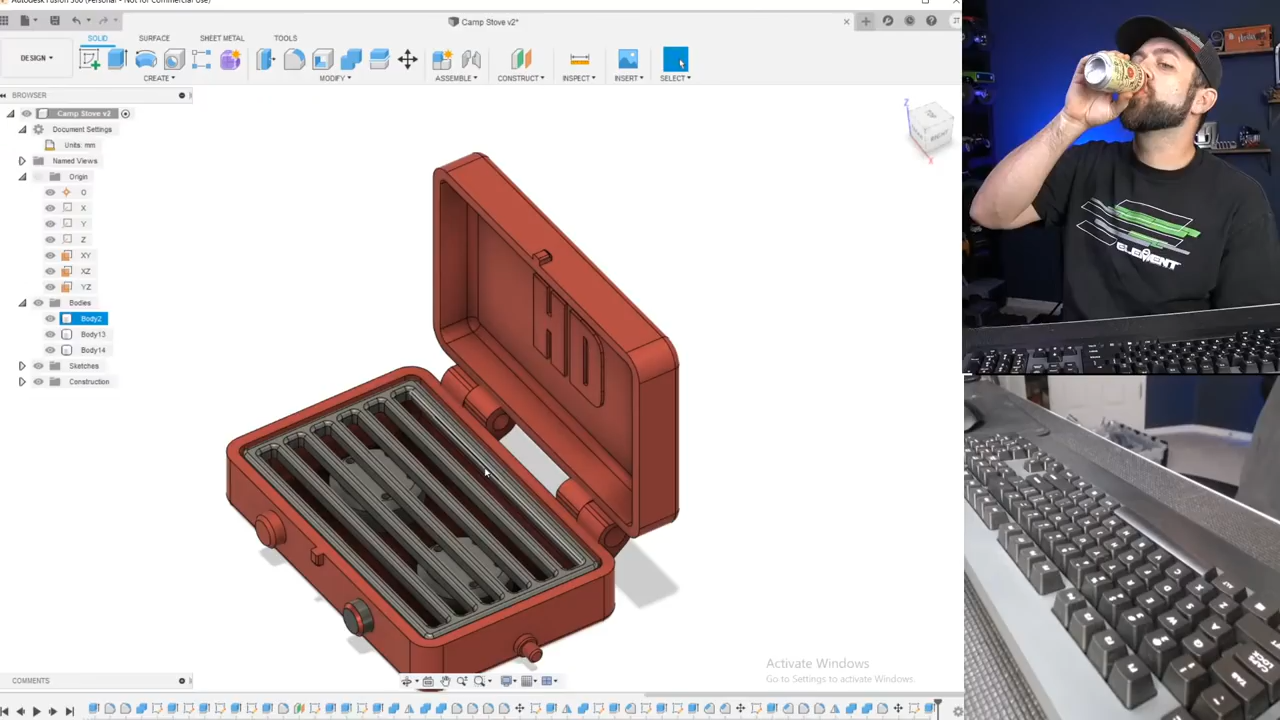 Autodesk Fusion 360 (Personal - Not for Commercial Use)
Camp Stove v2*
SOLID SURFACE SHEET METAL TOOLS
DESIGN
CREATE MODIFY ASSEMBLE CONSTRUCT INSPECT INSERT SELECT
BROWSER
Camp Stove v2
Document Settings
Units: mm
Named Views
Origin
O
X
Y
Z
XY
XZ
YZ
Bodies
Body2
Body13
Body14
Sketches
Construction
Z
X
HD
ELEMENT
Activate Windows
Go to Settings to activate Windows.
COMMENTS